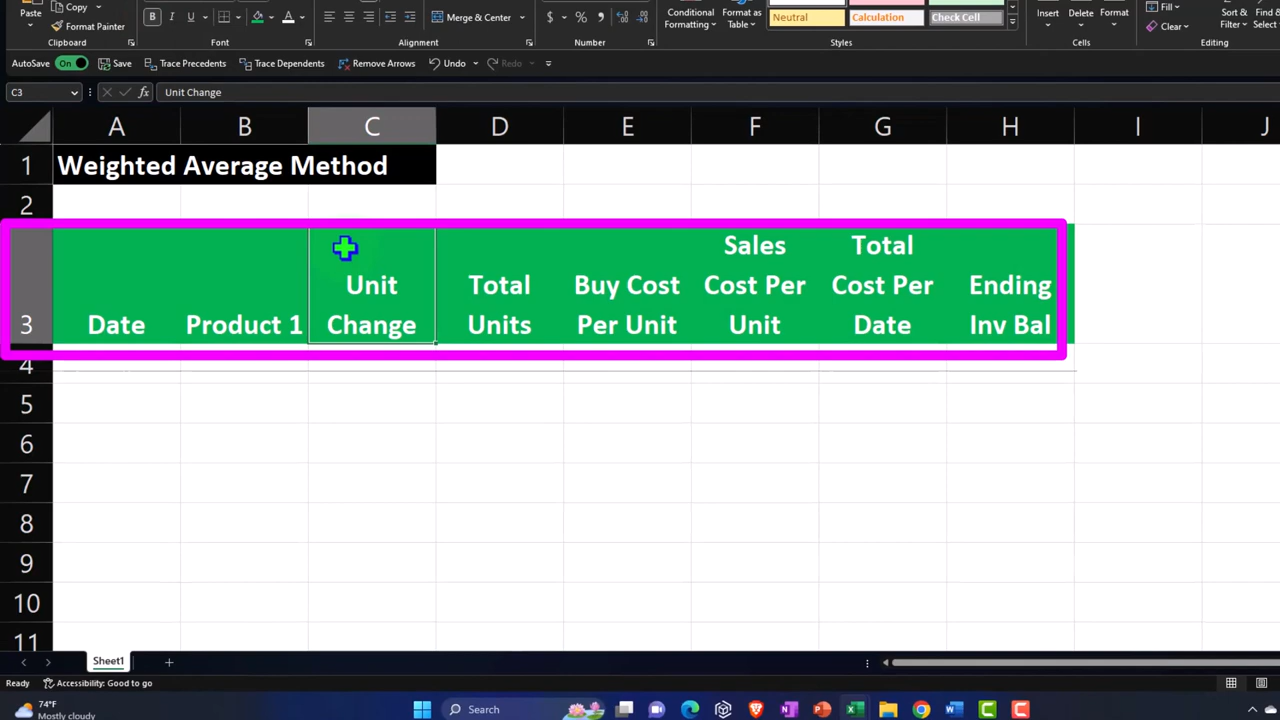 Paste
Copy
Format Painter
B I U
A
Merge & Center
$ % 9
Conditional Formatting
Format as Table
Neutral
Calculation
Check Cell
Insert
Delete
Format
Fill
Clear
Sort & Filter
Find & Select
Clipboard
Font
Alignment
Number
Styles
Cells
Editing
AutoSave On Save Trace Precedents Trace Dependents Remove Arrows Undo Redo
C3 fx Unit Change
A B C D E F G H I J
1 Weighted Average Method
2
3 Date
Product 1
Unit
Change
Total
Units
Buy Cost
Per Unit
Sales
Cost Per
Unit
Total
Cost Per
Date
Ending
Inv Bal
4
5
6
7
8
9
10
11
Sheet1
Ready Accessibility: Good to go
74°F
Mostly cloudy
Search